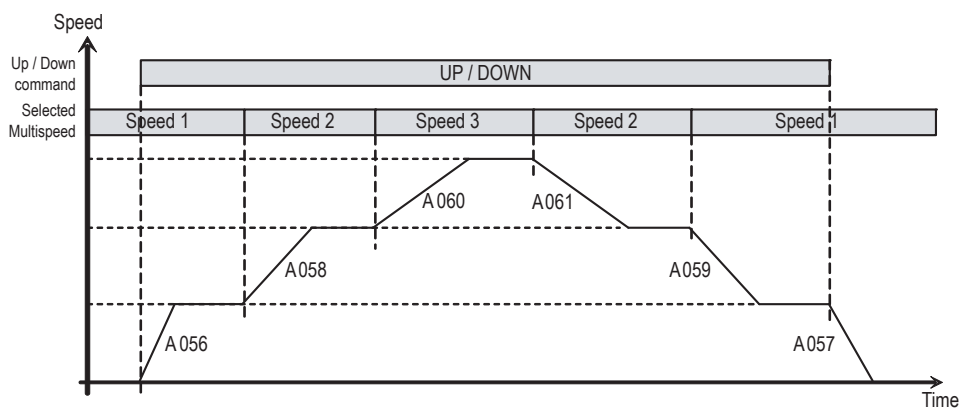 Speed
Up / Down
command
UP / DOWN
Selected
Multispeed
Speed 1
Speed 2
Speed 3
Speed 2
Speed 1
A060
A061
A058
A059
A056
A057
Time